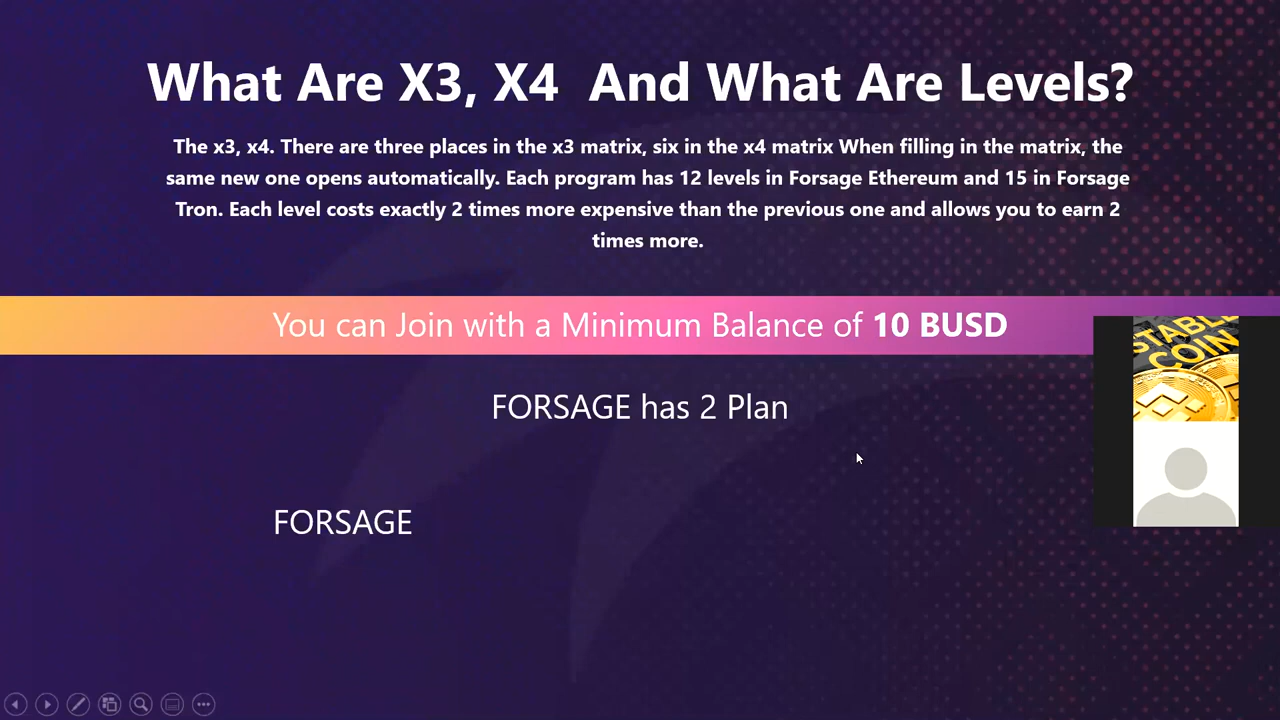 What Are X3, X4  And What Are Levels?
The x3, x4. There are three places in the x3 matrix, six in the x4 matrix When filling in the matrix, the
same new one opens automatically. Each program has 12 levels in Forsage Ethereum and 15 in Forsage
Tron. Each level costs exactly 2 times more expensive than the previous one and allows you to earn 2
times more.
You can Join with a Minimum Balance of 10 BUSD
STABLE
COIN
FORSAGE has 2 Plan
FORSAGE